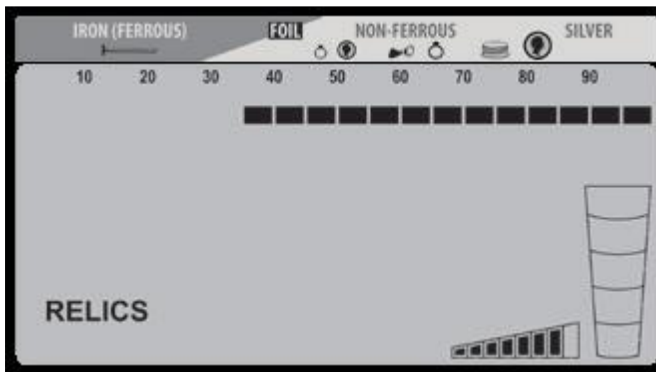 IRON (FERROUS) FOIL NON-FERROUS SILVER
10 20 30 40 50 60 70 80 90
RELICS